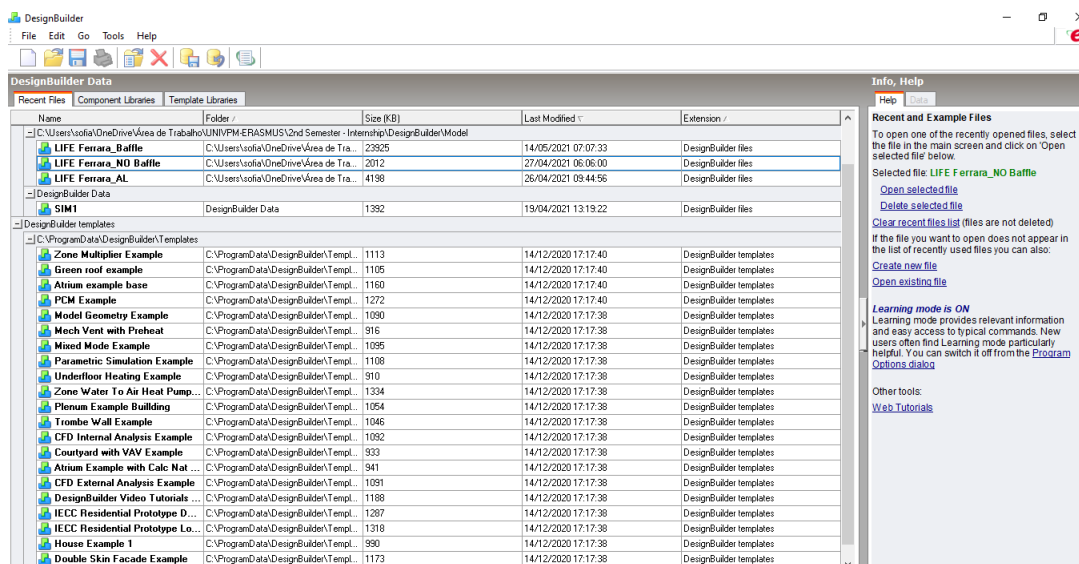 DesignBuilder
File Edit Go Tools Help
DesignBuilder Data
Info, Help
Recent Files Component Libraries Template Libraries
Help Data
Name Folder Size (KB) Last Modified Extension
C:\Users\sofia\OneDrive\Área de Trabalho\UNIVPM-ERASMUS\2nd Semester - Internship\DesignBuilder\Model
LIFE Ferrara_Baffle C:\Users\sofia\OneDrive\Área de Tra... 23925 14/05/2021 07:07:33 DesignBuilder files
LIFE Ferrara_NO Baffle C:\Users\sofia\OneDrive\Área de Tra... 2012 27/04/2021 06:06:00 DesignBuilder files
LIFE Ferrara_AL C:\Users\sofia\OneDrive\Área de Tra... 4198 26/04/2021 09:44:56 DesignBuilder files
DesignBuilder Data
SIM1 DesignBuilder Data 1392 19/04/2021 13:19:22 DesignBuilder files
DesignBuilder templates
C:\ProgramData\DesignBuilder\Templates
Zone Multiplier Example C:\ProgramData\DesignBuilder\Templ... 1113 14/12/2020 17:17:40 DesignBuilder templates
Green roof example C:\ProgramData\DesignBuilder\Templ... 1105 14/12/2020 17:17:40 DesignBuilder templates
Atrium example base C:\ProgramData\DesignBuilder\Templ... 1160 14/12/2020 17:17:40 DesignBuilder templates
PCM Example C:\ProgramData\DesignBuilder\Templ... 1272 14/12/2020 17:17:40 DesignBuilder templates
Model Geometry Example C:\ProgramData\DesignBuilder\Templ... 1090 14/12/2020 17:17:38 DesignBuilder templates
Mech Vent with Preheat C:\ProgramData\DesignBuilder\Templ... 916 14/12/2020 17:17:38 DesignBuilder templates
Mixed Mode Example C:\ProgramData\DesignBuilder\Templ... 1095 14/12/2020 17:17:38 DesignBuilder templates
Parametric Simulation Example C:\ProgramData\DesignBuilder\Templ... 1108 14/12/2020 17:17:38 DesignBuilder templates
Underfloor Heating Example C:\ProgramData\DesignBuilder\Templ... 910 14/12/2020 17:17:38 DesignBuilder templates
Zone Water To Air Heat Pump... C:\ProgramData\DesignBuilder\Templ... 1334 14/12/2020 17:17:38 DesignBuilder templates
Plenum Example Buillding C:\ProgramData\DesignBuilder\Templ... 1054 14/12/2020 17:17:38 DesignBuilder templates
Trombe Wall Example C:\ProgramData\DesignBuilder\Templ... 1046 14/12/2020 17:17:38 DesignBuilder templates
CFD Internal Analysis Example C:\ProgramData\DesignBuilder\Templ... 1092 14/12/2020 17:17:38 DesignBuilder templates
Courtyard with VAV Example C:\ProgramData\DesignBuilder\Templ... 933 14/12/2020 17:17:38 DesignBuilder templates
Atrium Example with Calc Nat ... C:\ProgramData\DesignBuilder\Templ... 941 14/12/2020 17:17:38 DesignBuilder templates
CFD External Analysis Example C:\ProgramData\DesignBuilder\Templ... 1091 14/12/2020 17:17:38 DesignBuilder templates
DesignBuilder Video Tutorials ... C:\ProgramData\DesignBuilder\Templ... 1188 14/12/2020 17:17:38 DesignBuilder templates
IECC Residential Prototype D... C:\ProgramData\DesignBuilder\Templ... 1287 14/12/2020 17:17:38 DesignBuilder templates
IECC Residential Prototype Lo... C:\ProgramData\DesignBuilder\Templ... 1318 14/12/2020 17:17:38 DesignBuilder templates
House Example 1 C:\ProgramData\DesignBuilder\Templ... 990 14/12/2020 17:17:38 DesignBuilder templates
Double Skin Facade Example C:\ProgramData\DesignBuilder\Templ... 1173 14/12/2020 17:17:38 DesignBuilder templates
Recent and Example Files
To open one of the recently opened files, select
the file in the main screen and click on 'Open
selected file' below.
Selected file: LIFE Ferrara_NO Baffle
Open selected file
Delete selected file
Clear recent files list (files are not deleted)
If the file you want to open does not appear in
the list of recently used files you can also:
Create new file
Open existing file
Learning mode is ON
Learning mode provides relevant information
and easy access to typical commands. New
users often find Learning mode particularly
helpful. You can switch it off from the Program
Options dialog
Other tools:
Web Tutorials